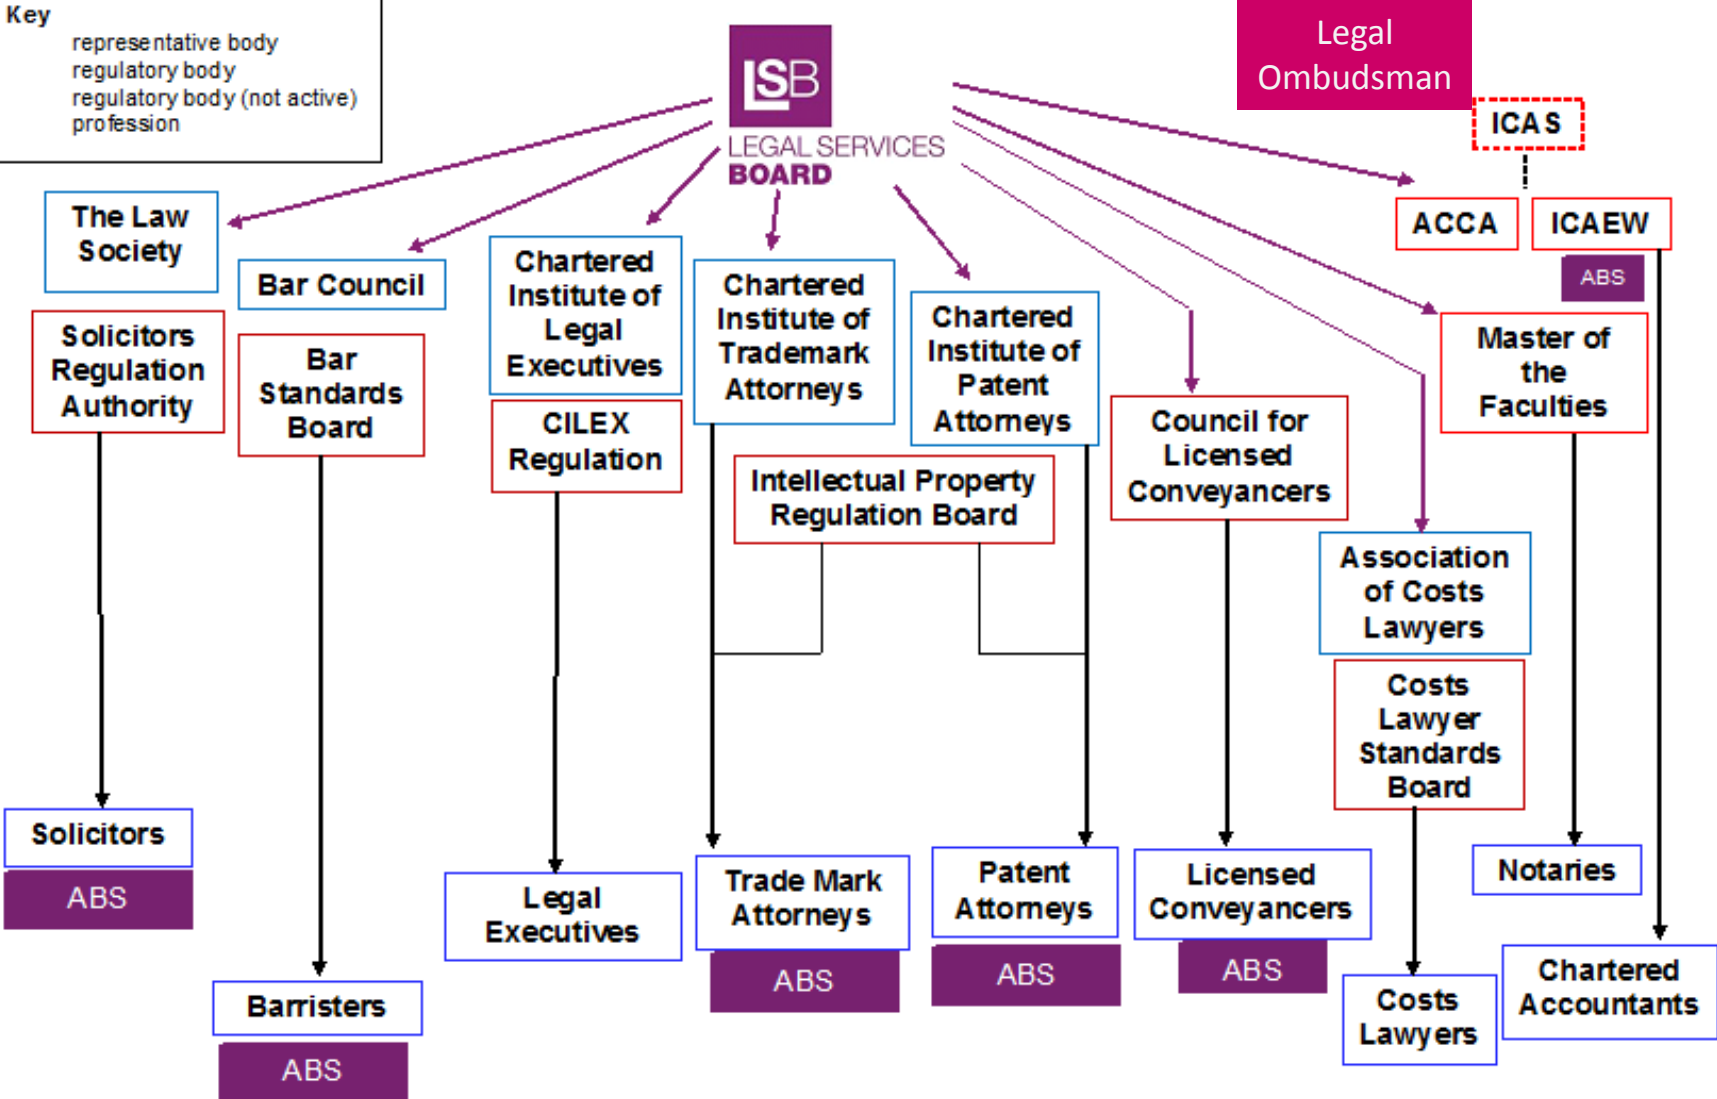 Key
representative body
regulatory body
regulatory body (not active)
profession
LSB
LEGAL SERVICES
BOARD
Legal
Ombudsman
ICAS
ACCA
ICAEW
ABS
The Law
Society
Bar Council
Chartered
Institute of
Legal
Executives
Chartered
Institute of
Trademark
Attorneys
Chartered
Institute of
Patent
Attorneys
Solicitors
Regulation
Authority
Bar
Standards
Board
CILEX
Regulation
Intellectual Property
Regulation Board
Council for
Licensed
Conveyancers
Master of
the
Faculties
Association
of Costs
Lawyers
Costs
Lawyer
Standards
Board
Solicitors
ABS
Barristers
ABS
Legal
Executives
Trade Mark
Attorneys
ABS
Patent
Attorneys
ABS
Licensed
Conveyancers
ABS
Costs
Lawyers
Notaries
Chartered
Accountants